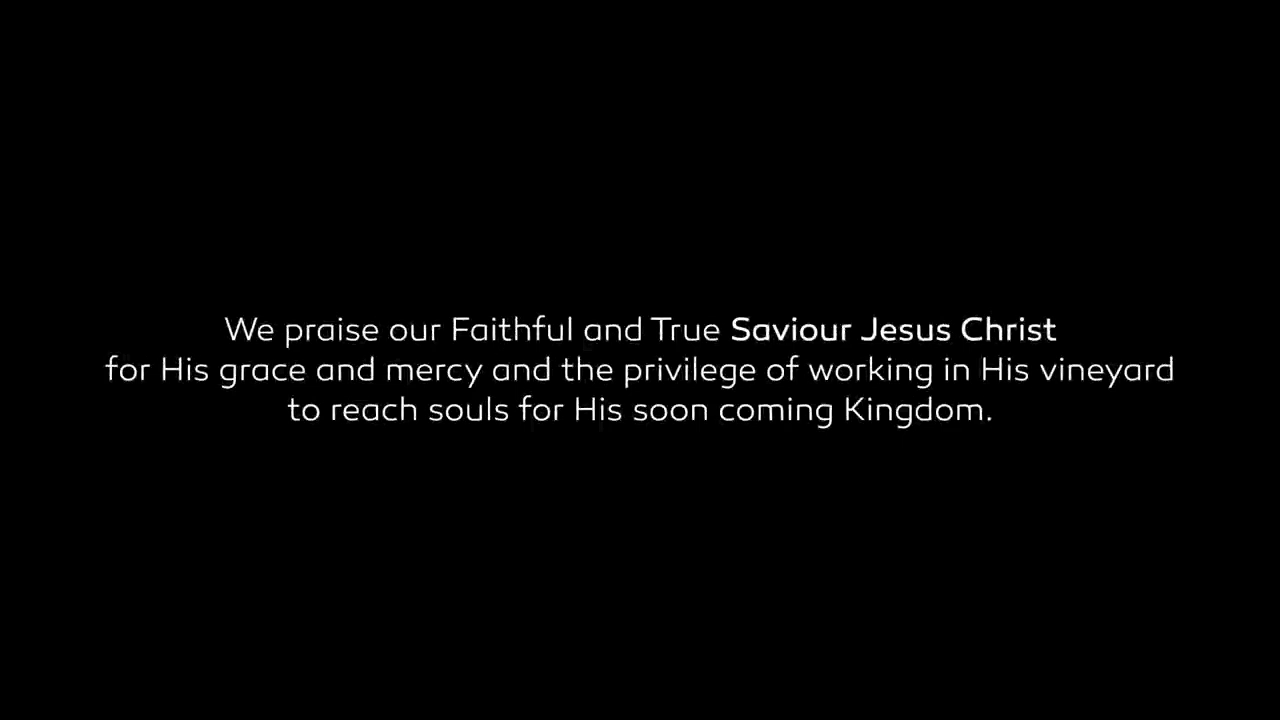 We praise our Faithful and True Saviour Jesus Christ
for His grace and mercy and the privilege of working in His vineyard
to reach souls for His soon coming Kingdom.